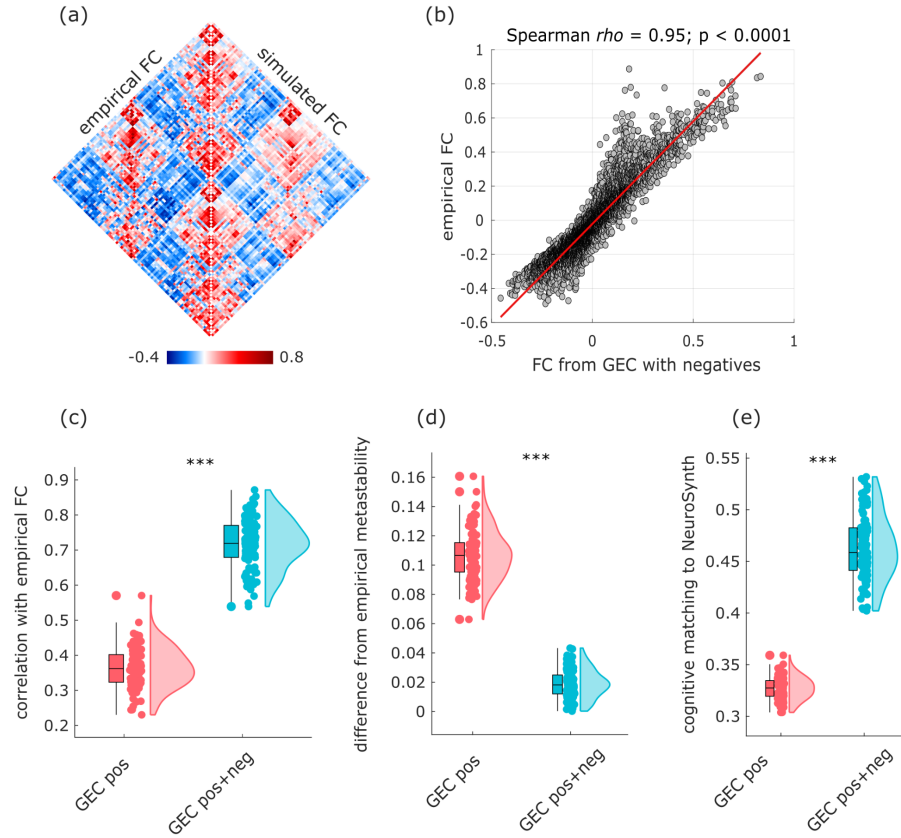 (a)
empirical FC
simulated FC
-0.4
0.8
(b)
Spearman rho = 0.95; p < 0.0001
empirical FC
1
0.8
0.6
0.4
0.2
0
-0.2
-0.4
-0.6
-0.5
0
0.5
1
FC from GEC with negatives
(c)
***
correlation with empirical FC
0.9
0.8
0.7
0.6
0.5
0.4
0.3
0.2
GEC pos
GEC pos+neg
(d)
***
difference from empirical metastability
0.16
0.14
0.12
0.1
0.08
0.06
0.04
0.02
0
GEC pos
GEC pos+neg
(e)
***
cognitive matching to NeuroSynth
0.55
0.5
0.45
0.4
0.35
0.3
GEC pos
GEC pos+neg